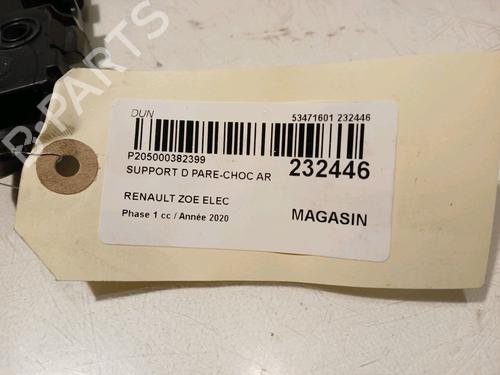 DUN
53471601 232446
P205000382399
SUPPORT D PARE-CHOC AR
232446
RENAULT ZOE ELEC
Phase 1 cc / Année 2020
MAGASIN
R-PARTS